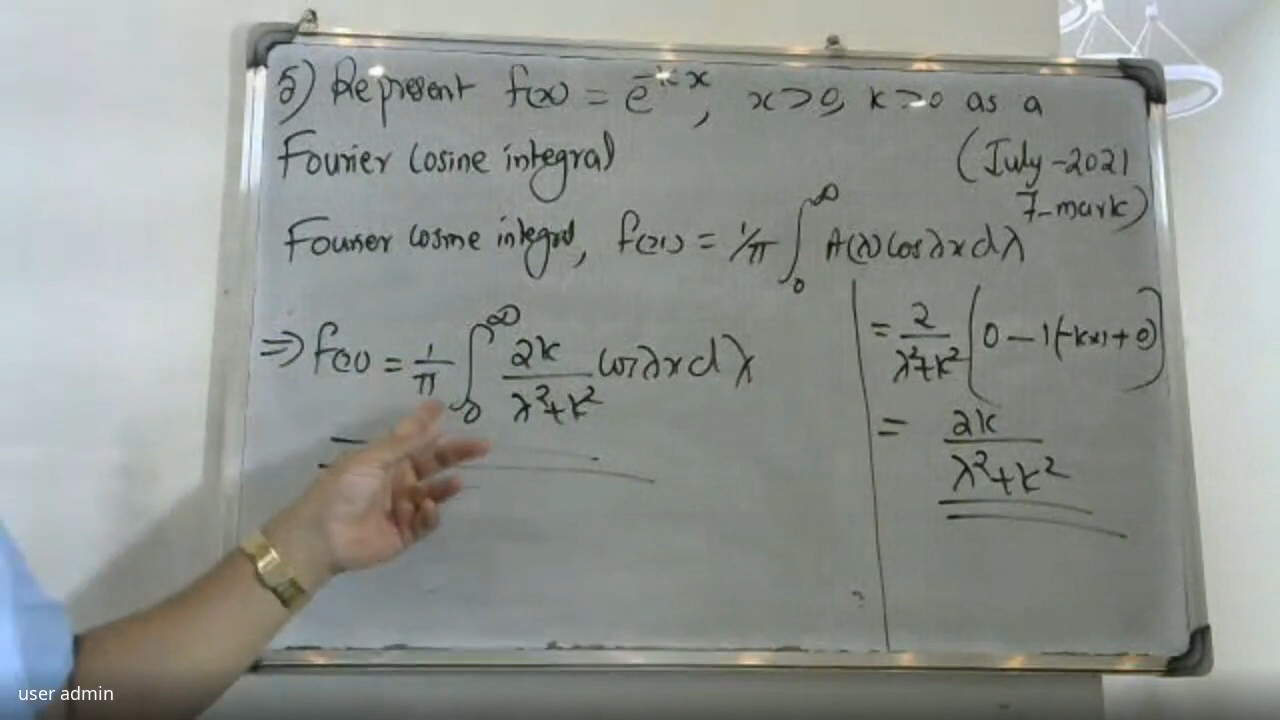 5) Represent f(x) = e^-kx, x>0, k>0 as a
Fourier Cosine integral
(July-2021
7-mark)
Fourier cosine integral, f(x) = 1/π ∫₀^∞ A(λ) cos λx dλ
⇒ f(x) = 1/π ∫₀^∞ 2k/(λ²+k²) cos λx dλ
= 2/(λ²+k²) (0 - 1(-k×1) + 0)
= 2k/(λ²+k²)
user admin